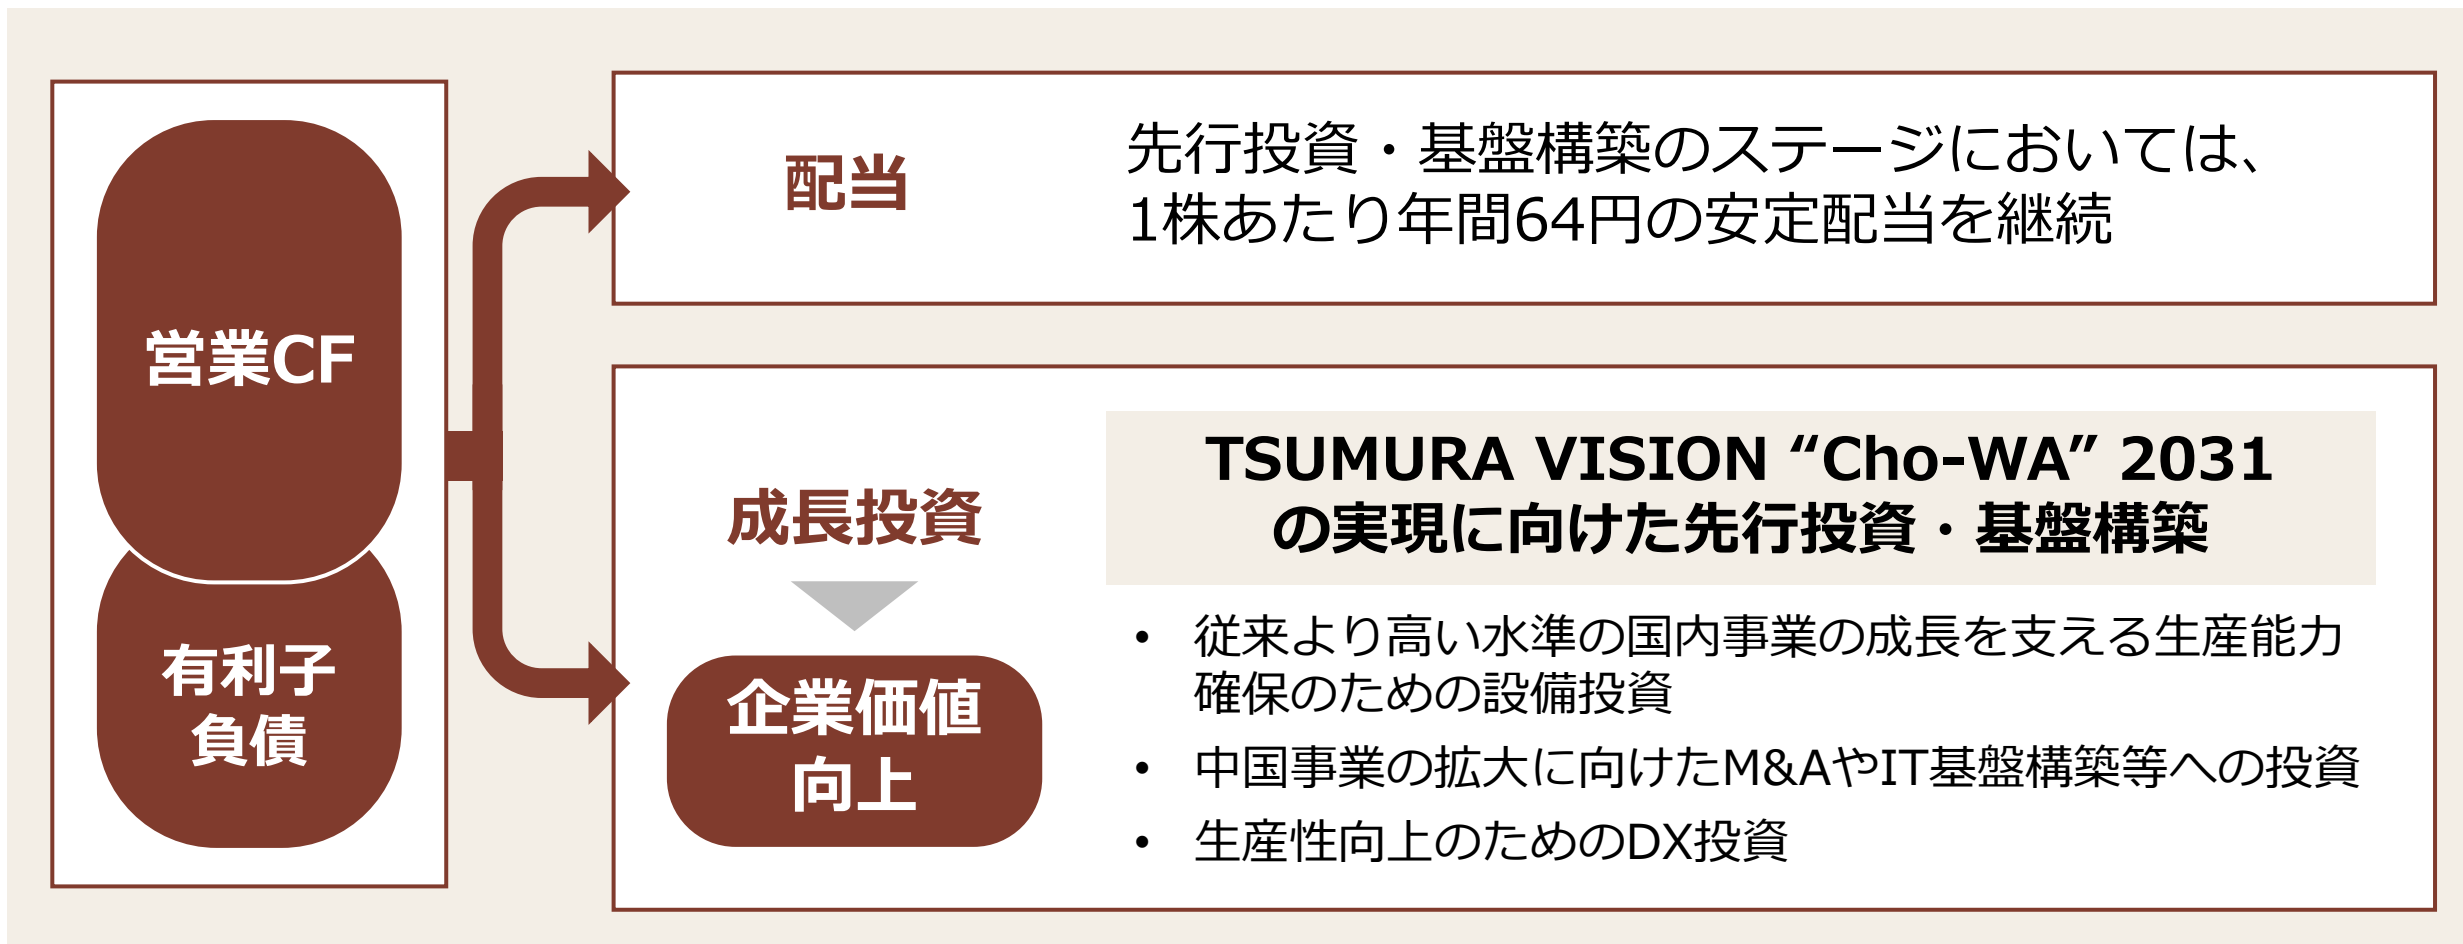 営業CF
有利子
負債
配当
先行投資・基盤構築のステージにおいては、
1株あたり年間64円の安定配当を継続
成長投資
企業価値
向上
TSUMURA VISION “Cho-WA” 2031
の実現に向けた先行投資・基盤構築
• 従来より高い水準の国内事業の成長を支える生産能力
確保のための設備投資
• 中国事業の拡大に向けたM&AやIT基盤構築等への投資
• 生産性向上のためのDX投資